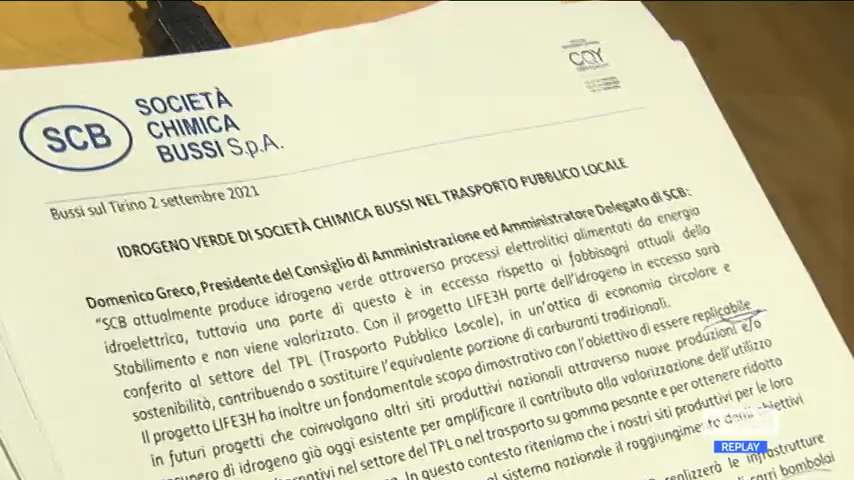 SCB
SOCIETÀ
CHIMICA
BUSSI S.p.A.
CQY
Bussi sul Tirino 2 settembre 2021
IDROGENO VERDE DI SOCIETÀ CHIMICA BUSSI NEL TRASPORTO PUBBLICO LOCALE
Domenico Greco, Presidente del Consiglio di Amministrazione ed Amministratore Delegato di SCB:
"SCB attualmente produce idrogeno verde attraverso processi elettrolitici alimentati da energia
idroelettrica, tuttavia una parte di questo è in eccesso rispetto ai fabbisogni attuali dello
Stabilimento e non viene valorizzato. Con il progetto LIFE3H parte dell'idrogeno in eccesso sarà
conferito al settore del TPL (Trasporto Pubblico Locale), in un'ottica di economia circolare e
sostenibilità, contribuendo a sostituire l'equivalente porzione di carburanti tradizionali.
Il progetto LIFE3H ha inoltre un fondamentale scopo dimostrativo con l'obiettivo di essere replicabile
in futuri progetti che coinvolgano altri siti produttivi nazionali attraverso nuove produzioni e/o
recupero di idrogeno già oggi esistente per amplificare il contributo alla valorizzazione dell'utilizzo
nel settore del TPL o nel trasporto su gomma pesante e per ottenere ridotto
In questo contesto riteniamo che i nostri siti produttivi per le loro
al sistema nazionale il raggiungimento degli obiettivi
realizzerà le infrastrutture
carri bombolai
REPLAY